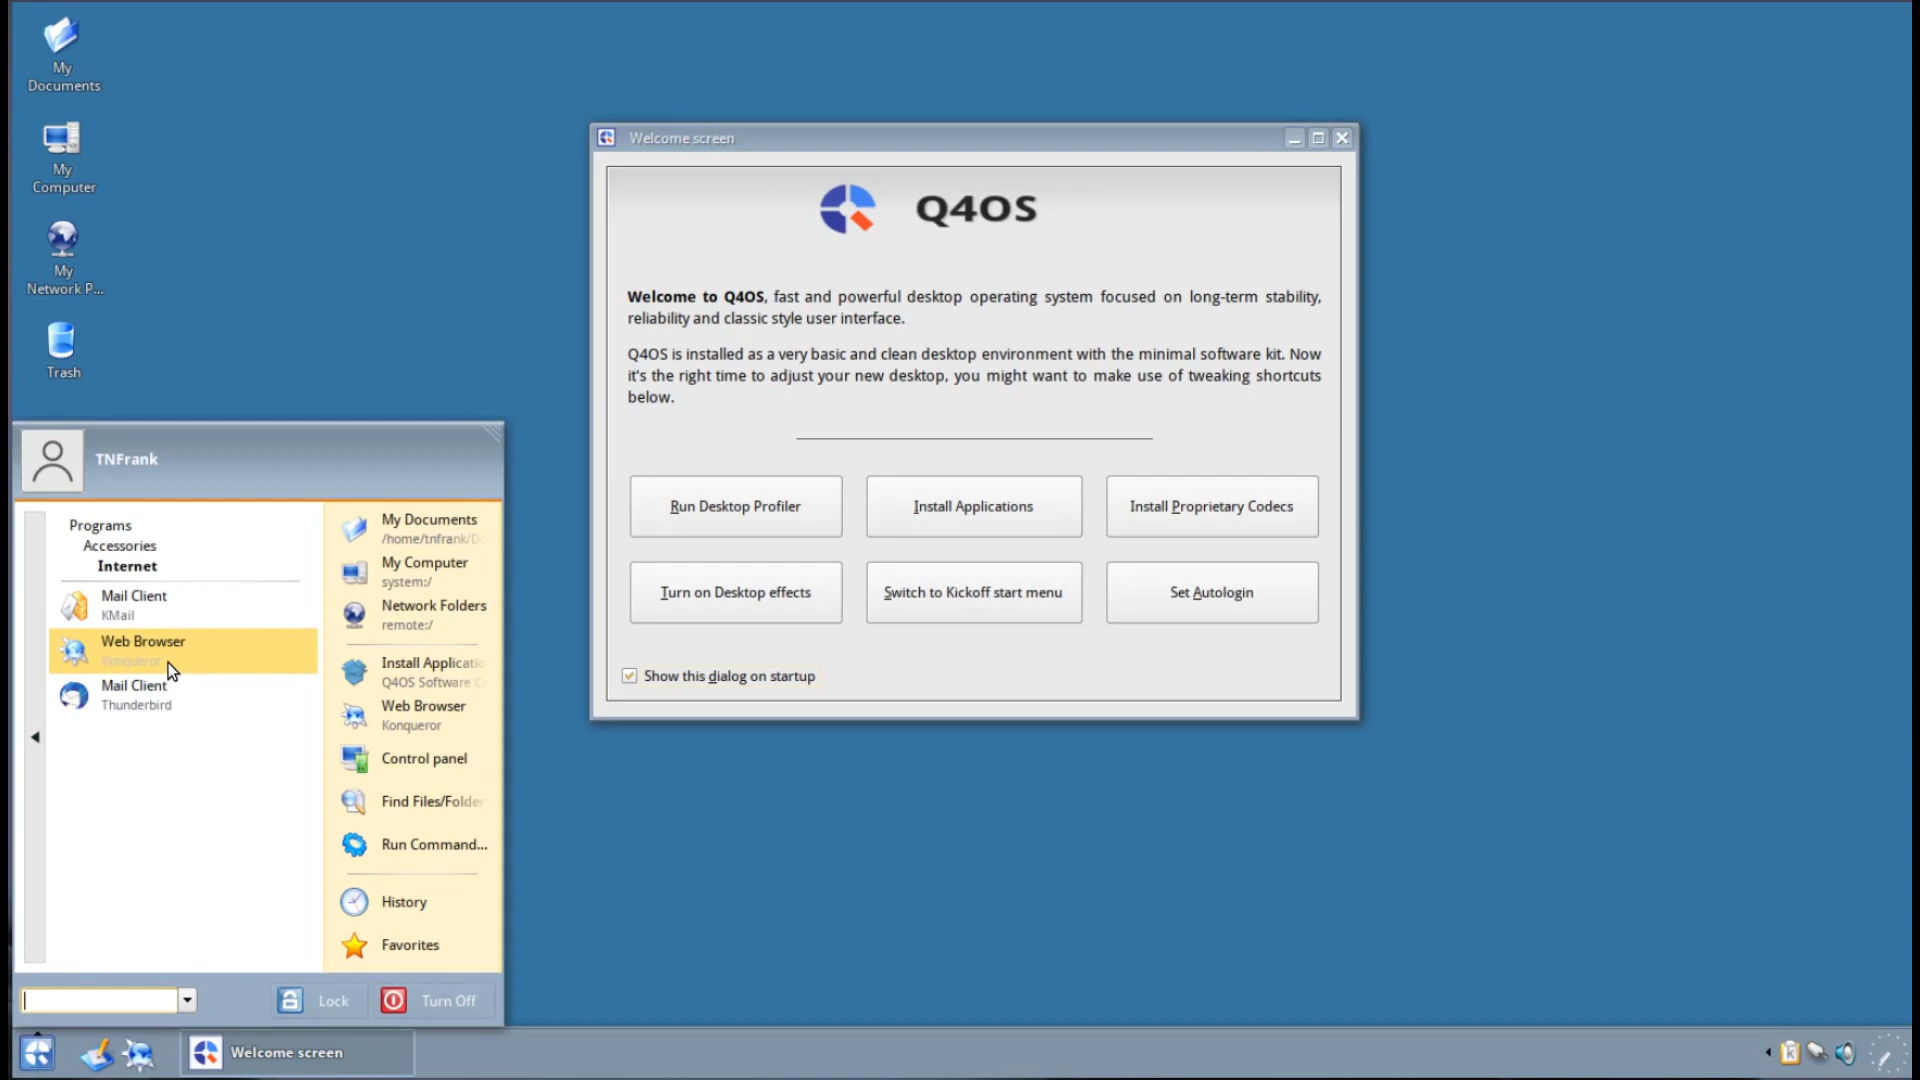 My
Documents
My
Computer
My
Network P...
Trash
Welcome screen
Q4OS
Welcome to Q4OS, fast and powerful desktop operating system focused on long-term stability,
reliability and classic style user interface.
Q4OS is installed as a very basic and clean desktop environment with the minimal software kit. Now
it's the right time to adjust your new desktop, you might want to make use of tweaking shortcuts
below.
Run Desktop Profiler
Install Applications
Install Proprietary Codecs
Turn on Desktop effects
Switch to Kickoff start menu
Set Autologin
Show this dialog on startup
TNFrank
Programs
Accessories
Internet
Mail Client
KMail
Web Browser
Konqueror
Mail Client
Thunderbird
My Documents
/home/tnfrank/Do
My Computer
system:/
Network Folders
remote:/
Install Applicatio
Q4OS Software C
Web Browser
Konqueror
Control panel
Find Files/Folder
Run Command...
History
Favorites
Lock
Turn Off
Welcome screen